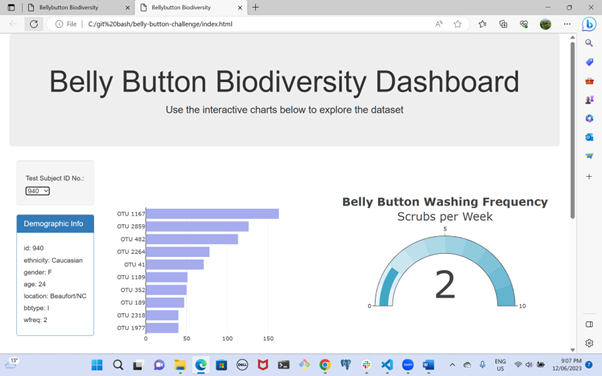 Bellybutton Biodiversity
Bellybutton Biodiversity
File
C:/git%20bash/belly-button-challenge/index.html
Belly Button Biodiversity Dashboard
Use the interactive charts below to explore the dataset
Test Subject ID No.:
940
Demographic Info
id: 940
ethnicity: Caucasian
gender: F
age: 24
location: Beaufort/NC
bbtype: I
wfreq: 2
OTU 1167
OTU 2859
OTU 482
OTU 2264
OTU 41
OTU 1189
OTU 352
OTU 189
OTU 2318
OTU 1977
0
50
100
150
Belly Button Washing Frequency
Scrubs per Week
5
0
10
2
13°
ENG
US
9:07 PM
12/06/2023